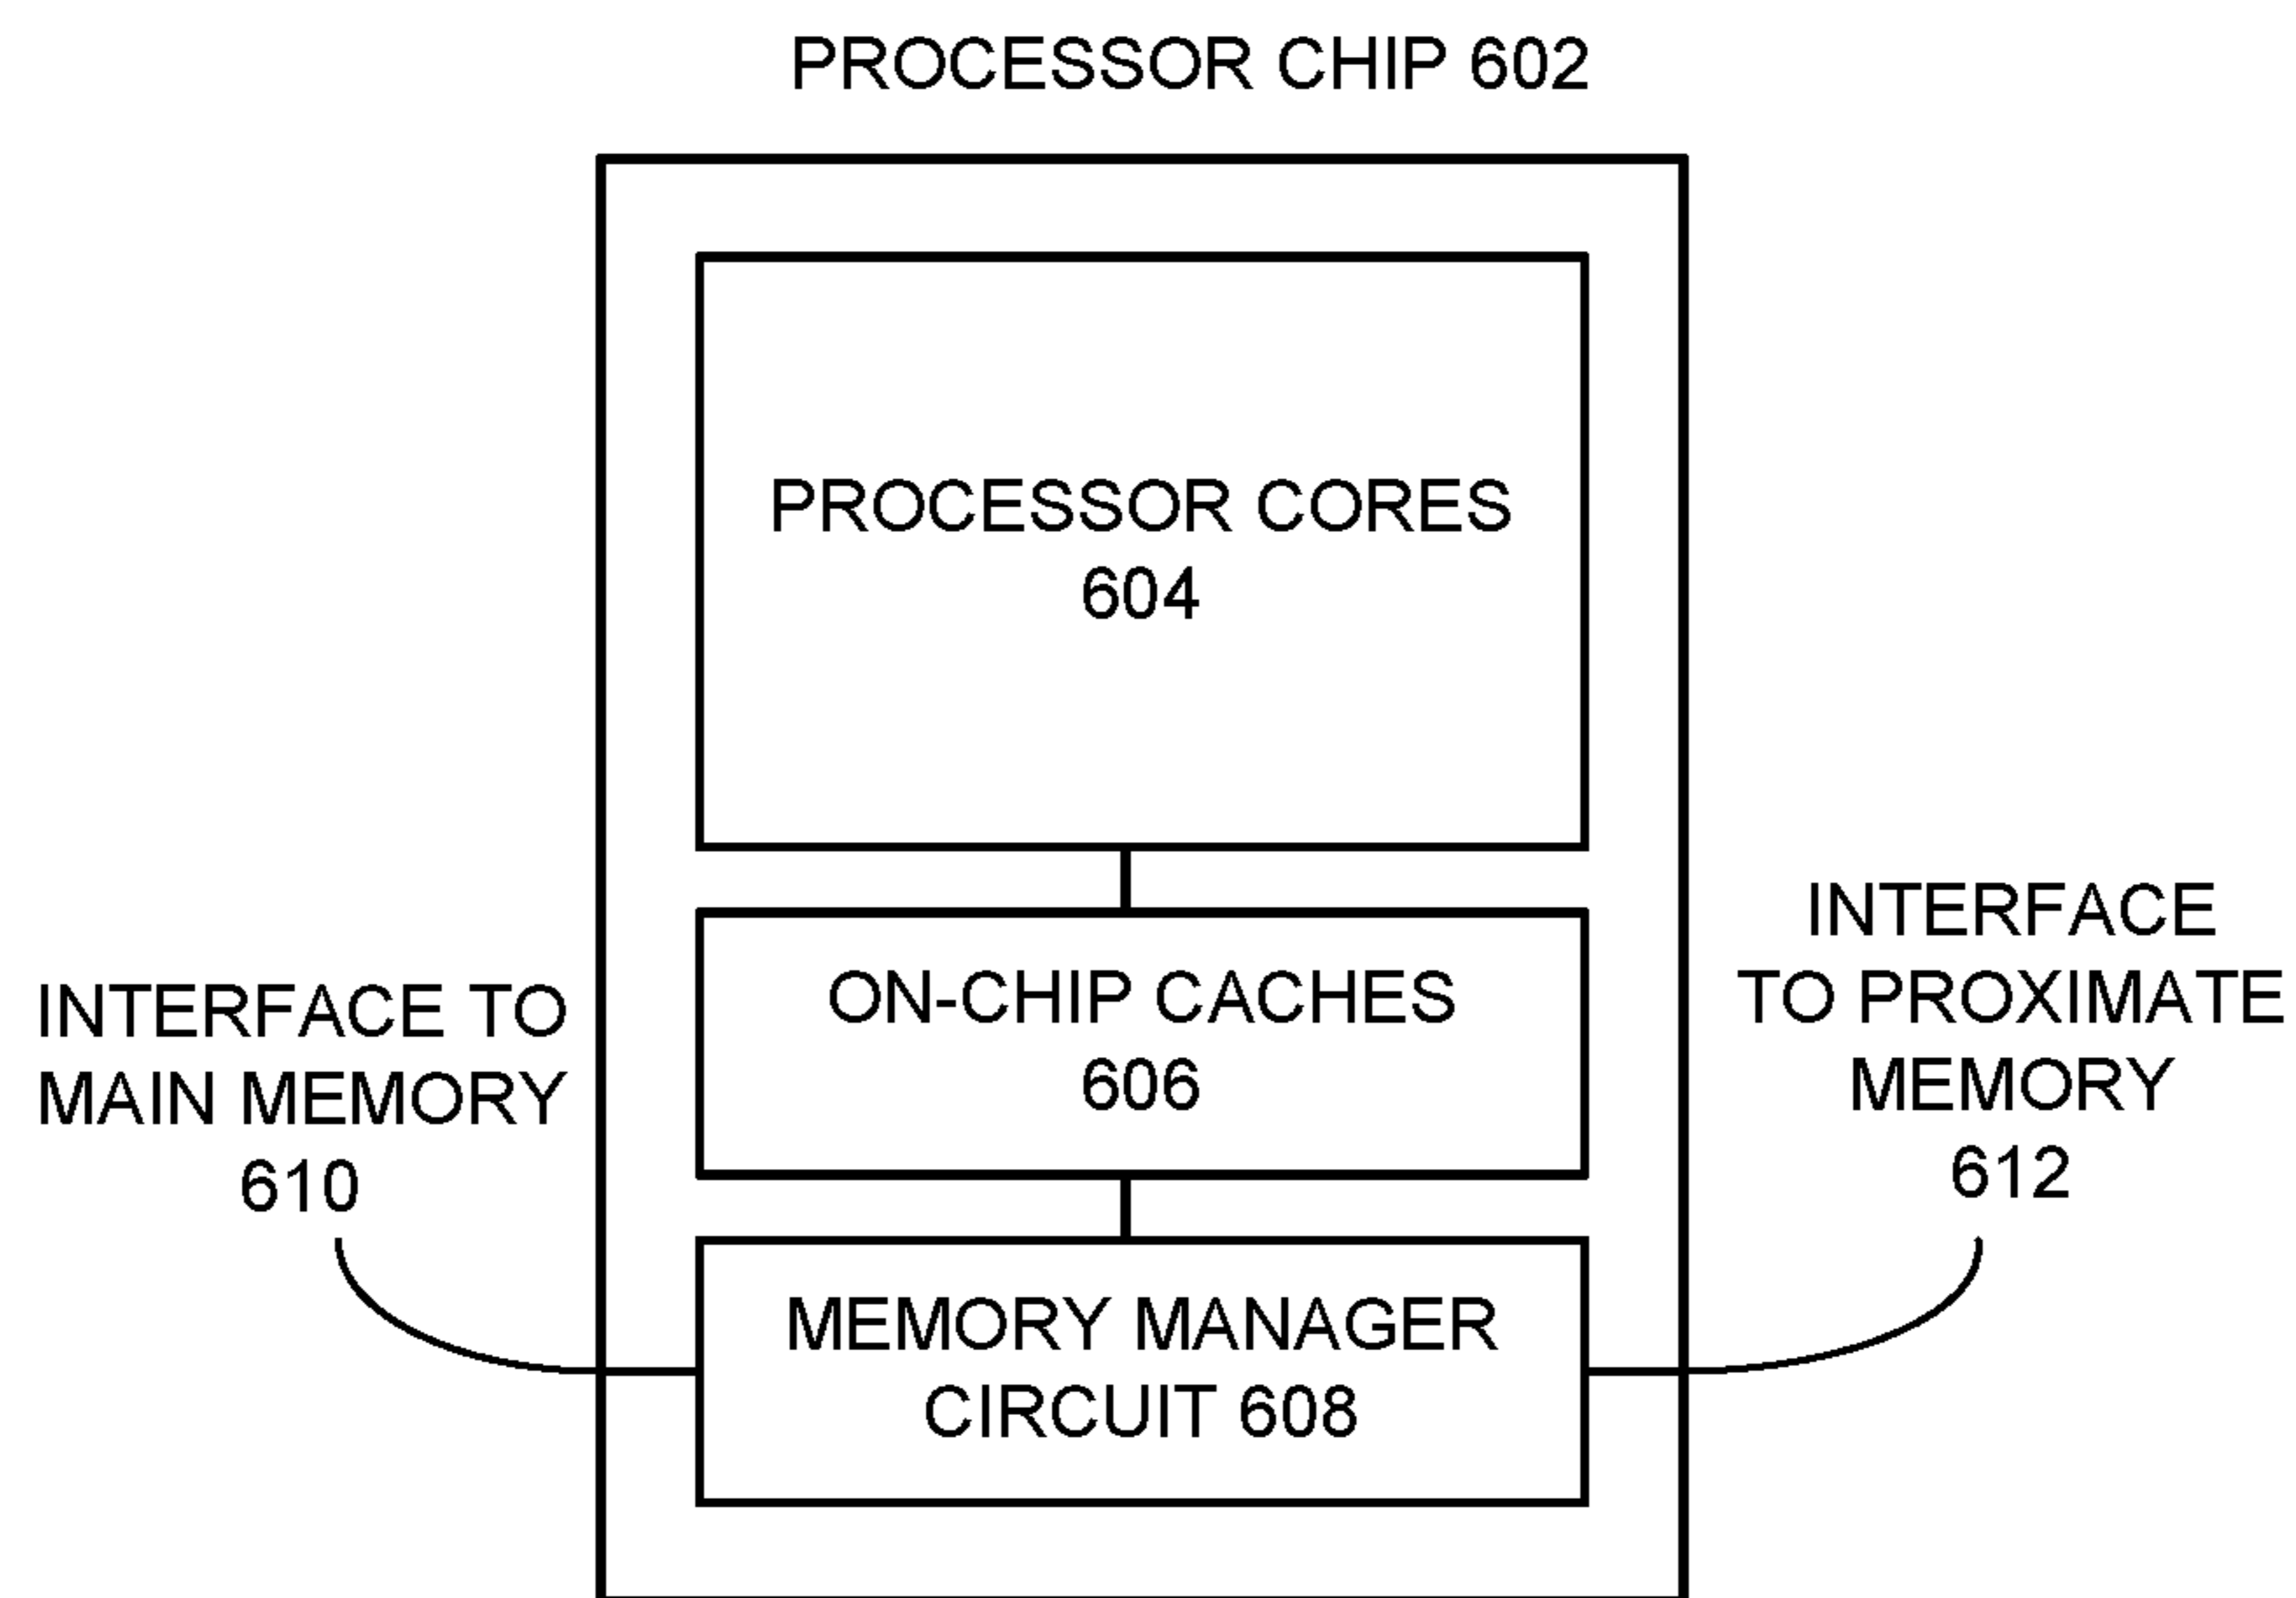 PROCESSOR CHIP 602
PROCESSOR CORES
604
ON-CHIP CACHES
606
MEMORY MANAGER
CIRCUIT 608
INTERFACE TO
MAIN MEMORY
610
INTERFACE
TO PROXIMATE
MEMORY
612